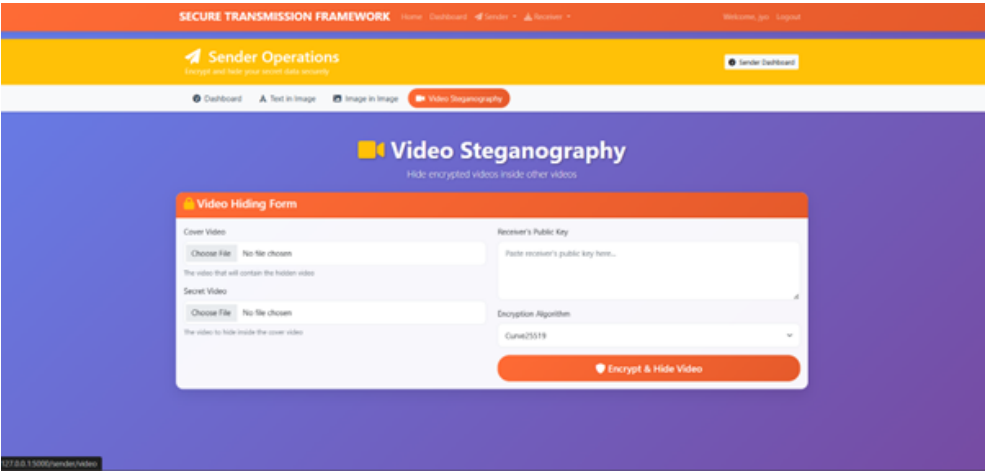 SECURE TRANSMISSION FRAMEWORK Home Dashboard Sender Receiver Welcome, jyo Logout
Sender Operations
Encrypt and hide your secret data securely
Sender Dashboard
Dashboard Text in Image Image in Image Video Steganography
Video Steganography
Hide encrypted videos inside other videos
Video Hiding Form
Cover Video
Choose File No file chosen
The video that will contain the hidden video
Secret Video
Choose File No file chosen
The video to hide inside the cover video
Receiver's Public Key
Paste receiver's public key here...
Encryption Algorithm
Curve25519
Encrypt & Hide Video
127.0.0.1:5000/sender/video